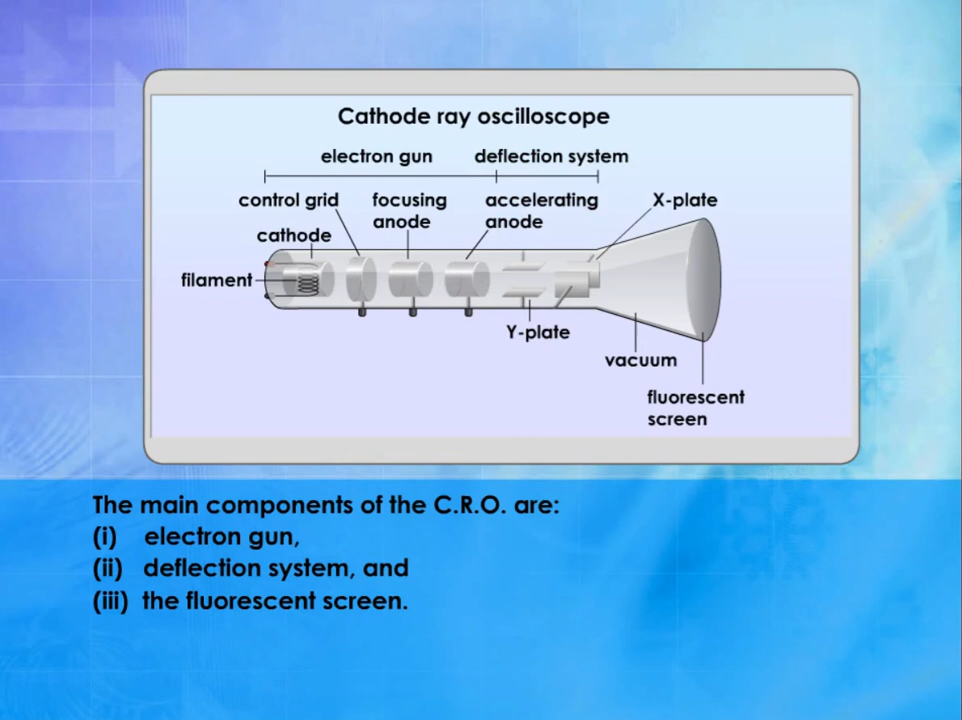 Cathode ray oscilloscope
electron gun
deflection system
control grid
focusing
anode
accelerating
anode
X-plate
cathode
filament
Y-plate
vacuum
fluorescent
screen
The main components of the C.R.O. are:
(i) electron gun,
(ii) deflection system, and
(iii) the fluorescent screen.